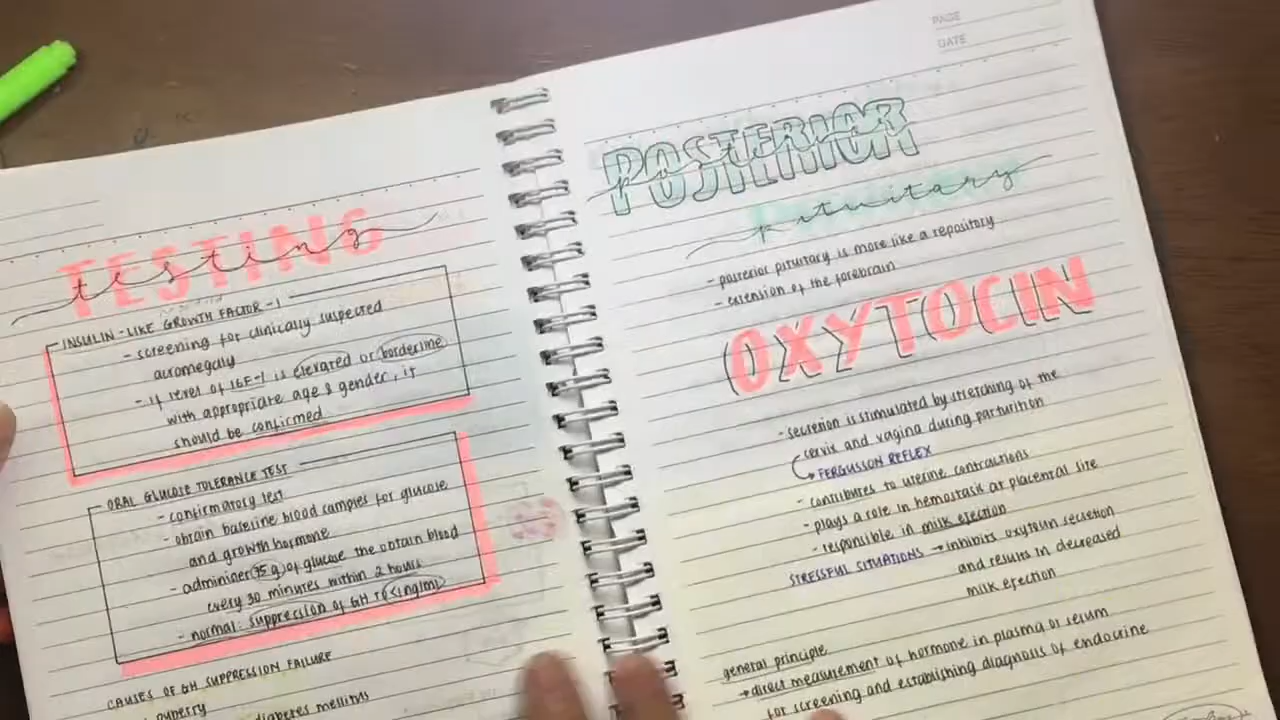 TESTING
testing
INSULIN-LIKE GROWTH FACTOR-1
- screening for clinically suspected
acromegaly
- if level of IGF-1 is elevated or borderline
with appropriate age & gender, it
should be confirmed
ORAL GLUCOSE TOLERANCE TEST
- confirmatory test
- obtain baseline blood samples for glucose
and growth hormone
- administer 75 g of glucose the obtain blood
every 30 minutes within 2 hours
- normal: suppression of GH to <1ng/mL
CAUSES OF GH SUPPRESSION FAILURE
diabetes mellitus
PAGE
DATE
POSTERIOR
pituitary
- posterior pituitary is more like a repository
- extension of the forebrain
OXYTOCIN
- secretion is stimulated by stretching of the
cervix and vagina during parturition
→ FERGUSSON REFLEX
- contributes to uterine contractions
- plays a role in hemostasis at placental site
- responsible in milk ejection
STRESSFUL SITUATIONS → inhibits oxytocin secretion
and results in decreased
milk ejection
general principle
→ direct measurement of hormone in plasma or serum
for screening and establishing diagnosis of endocrine